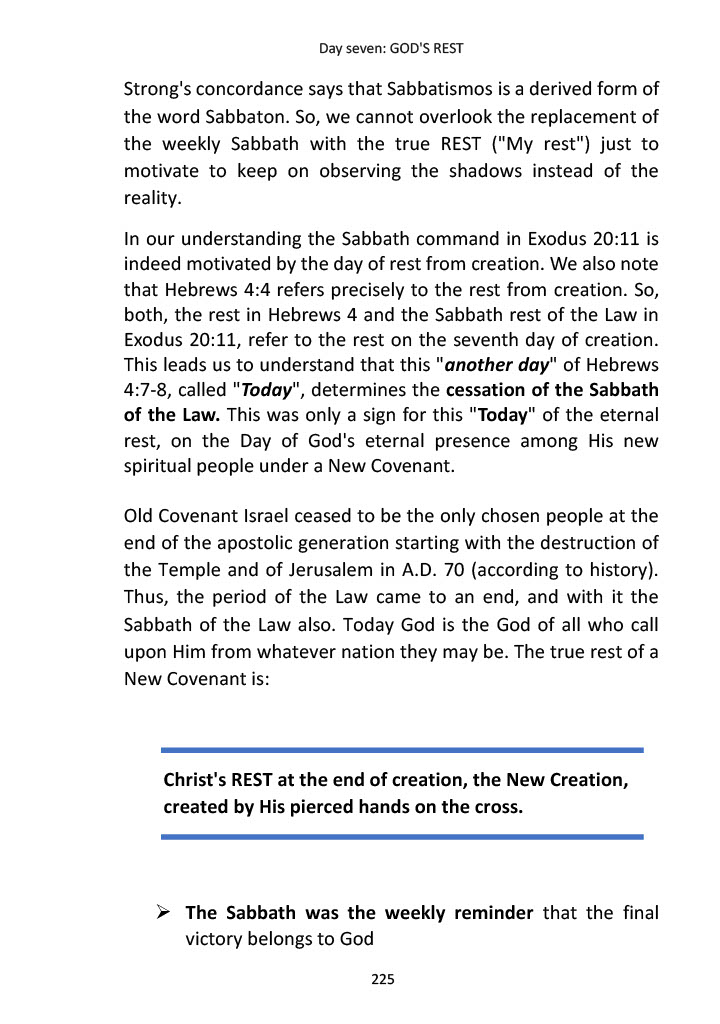 Day seven: GOD'S REST
Strong's concordance says that Sabbatismos is a derived form of
the word Sabbaton. So, we cannot overlook the replacement of
the weekly Sabbath with the true REST ("My rest") just to
motivate to keep on observing the shadows instead of the
reality.
In our understanding the Sabbath command in Exodus 20:11 is
indeed motivated by the day of rest from creation. We also note
that Hebrews 4:4 refers precisely to the rest from creation. So,
both, the rest in Hebrews 4 and the Sabbath rest of the Law in
Exodus 20:11, refer to the rest on the seventh day of creation.
This leads us to understand that this "another day" of Hebrews
4:7-8, called "Today", determines the cessation of the Sabbath
of the Law. This was only a sign for this "Today" of the eternal
rest, on the Day of God's eternal presence among His new
spiritual people under a New Covenant.
Old Covenant Israel ceased to be the only chosen people at the
end of the apostolic generation starting with the destruction of
the Temple and of Jerusalem in A.D. 70 (according to history).
Thus, the period of the Law came to an end, and with it the
Sabbath of the Law also. Today God is the God of all who call
upon Him from whatever nation they may be. The true rest of a
New Covenant is:
Christ's REST at the end of creation, the New Creation,
created by His pierced hands on the cross.
➢ The Sabbath was the weekly reminder that the final
victory belongs to God
225